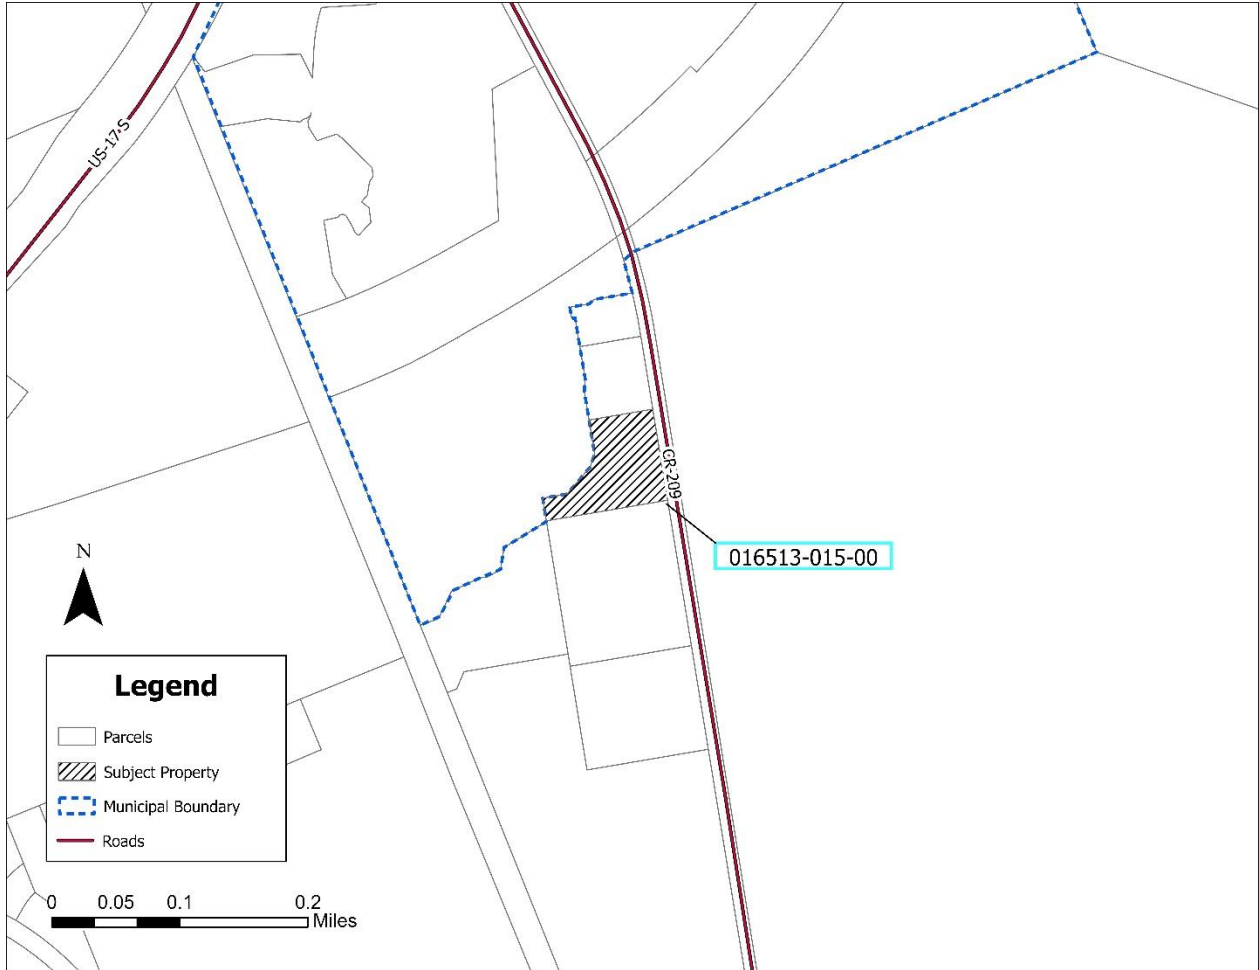 US-17-S
CR-209
016513-015-00
N
Legend
Parcels
Subject Property
Municipal Boundary
Roads
0 0.05 0.1 0.2
Miles